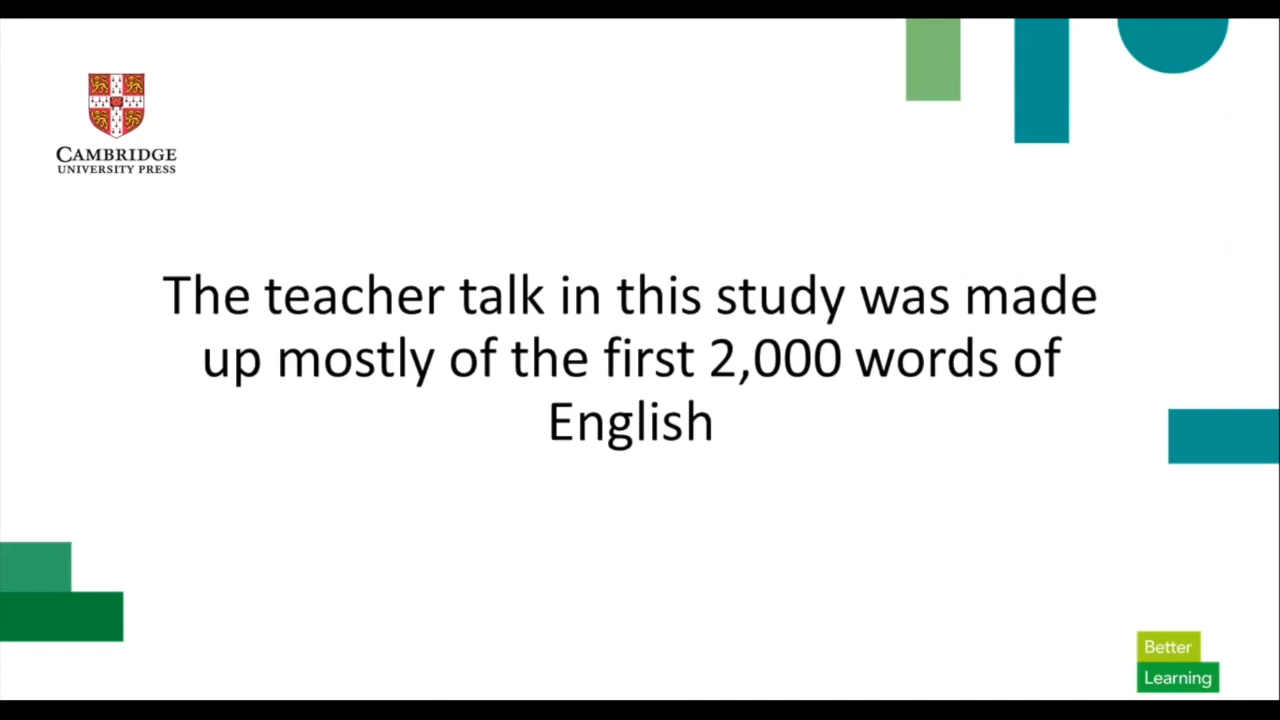 CAMBRIDGE
UNIVERSITY PRESS
The teacher talk in this study was made
up mostly of the first 2,000 words of
English
Better
Learning